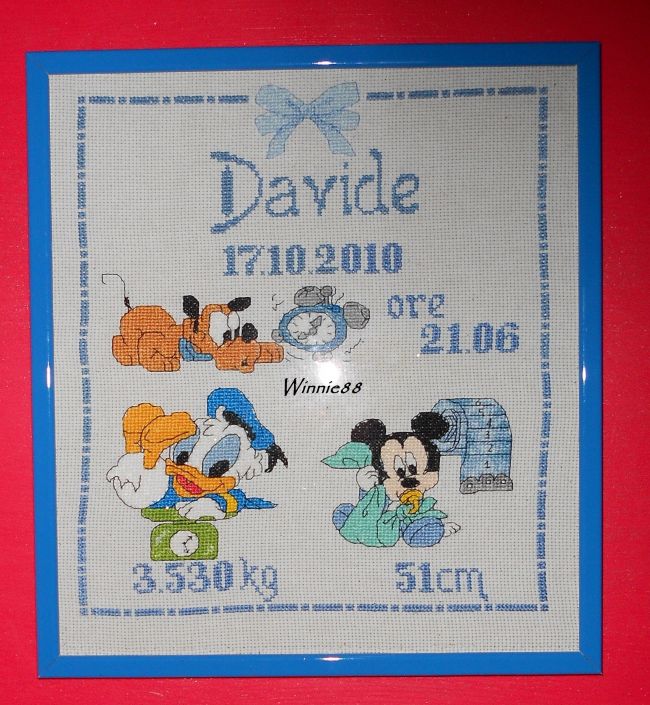 Davide
17.10.2010
ore
21.06
Winnie88
3.530 kg
51cm